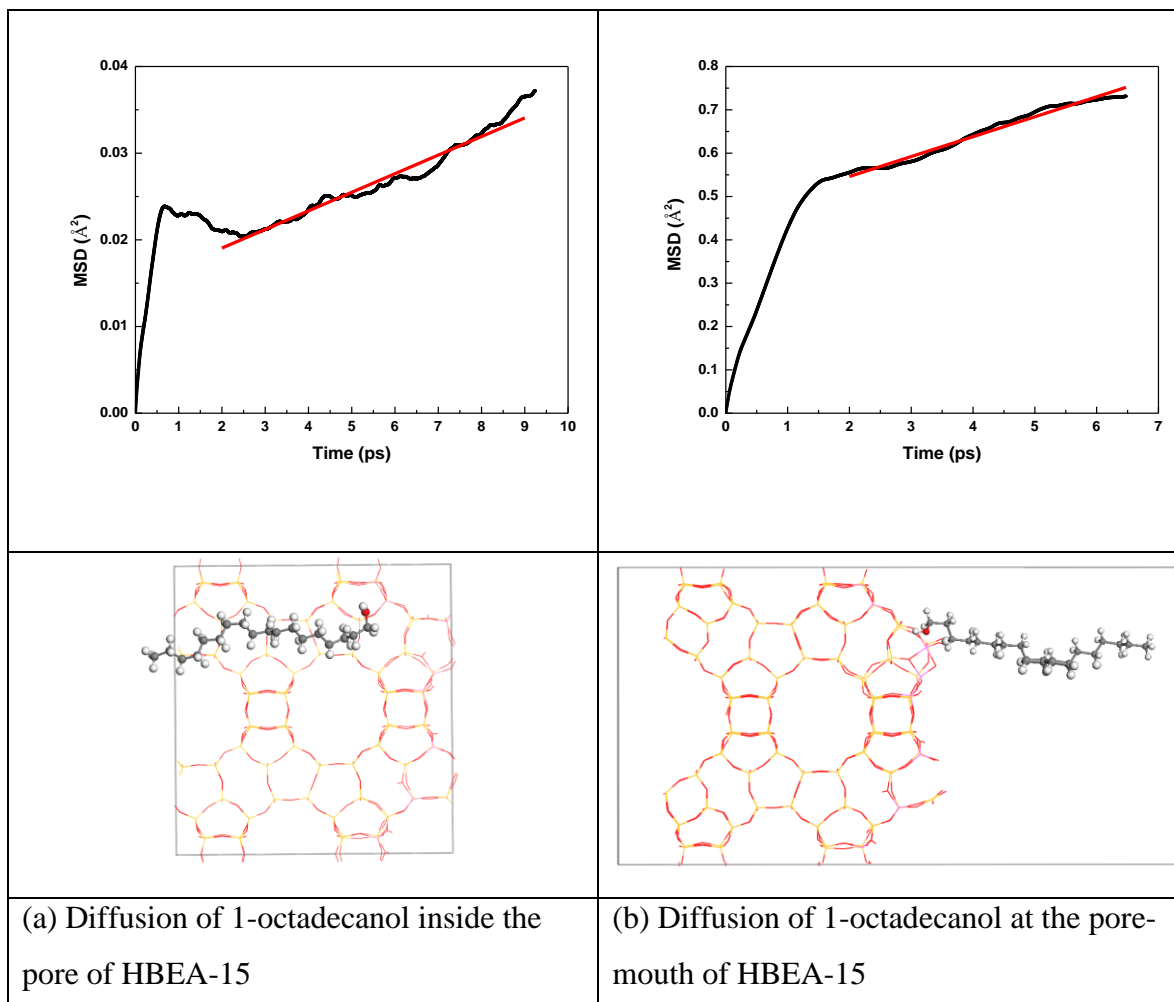 0.04
0.03
0.02
0.01
0.00
MSD (Å²)
0 1 2 3 4 5 6 7 8 9 10
Time (ps)
0.8
0.7
0.6
0.5
0.4
0.3
0.2
0.1
0.0
MSD (Å²)
0 1 2 3 4 5 6 7
Time (ps)
(a) Diffusion of 1-octadecanol inside the
pore of HBEA-15
(b) Diffusion of 1-octadecanol at the pore-
mouth of HBEA-15